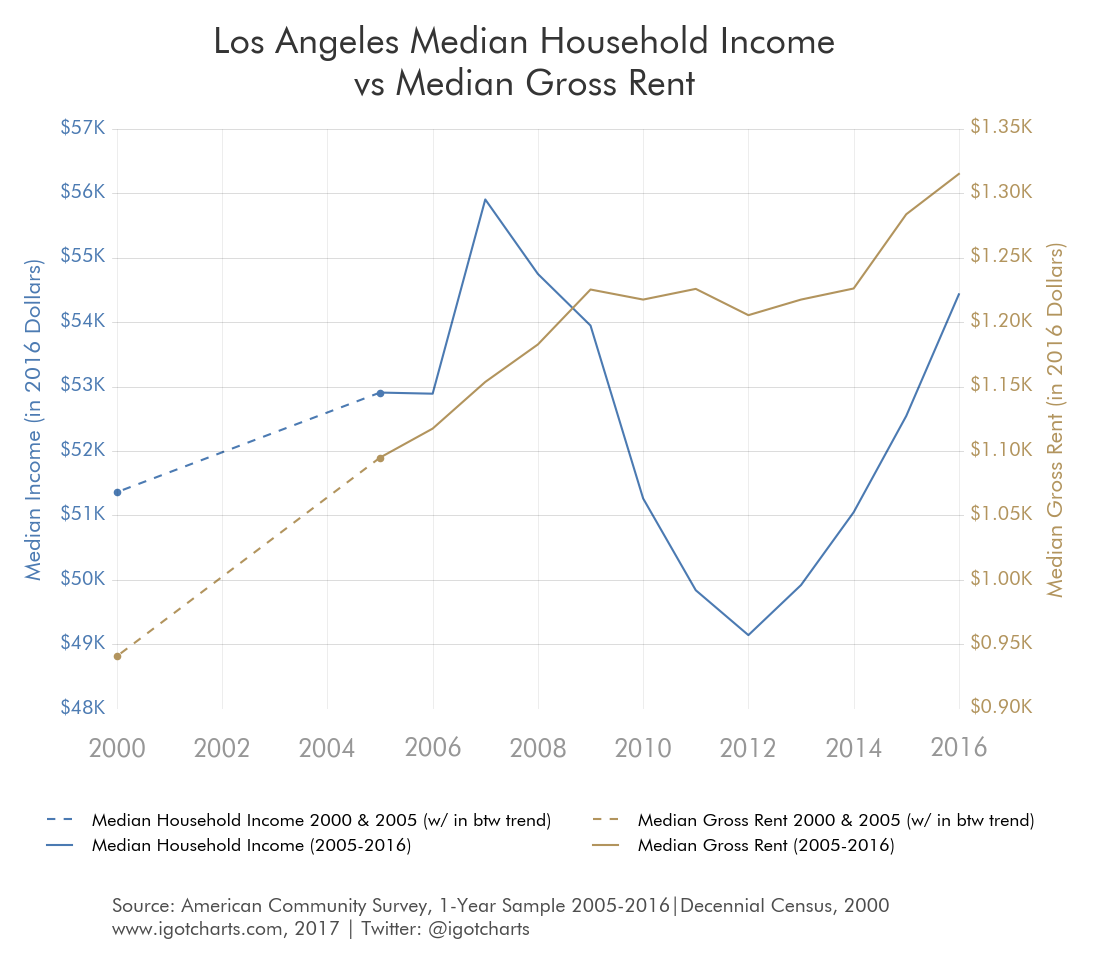 Los Angeles Median Household Income
vs Median Gross Rent
$57K
$56K
$55K
$54K
$53K
$52K
$51K
$50K
$49K
$48K
Median Income (in 2016 Dollars)
$1.35K
$1.30K
$1.25K
$1.20K
$1.15K
$1.10K
$1.05K
$1.00K
$0.95K
$0.90K
Median Gross Rent (in 2016 Dollars)
2000 2002 2004 2006 2008 2010 2012 2014 2016
Median Household Income 2000 & 2005 (w/ in btw trend)
Median Household Income (2005-2016)
Median Gross Rent 2000 & 2005 (w/ in btw trend)
Median Gross Rent (2005-2016)
Source: American Community Survey, 1-Year Sample 2005-2016|Decennial Census, 2000
www.igotcharts.com, 2017 | Twitter: @igotcharts